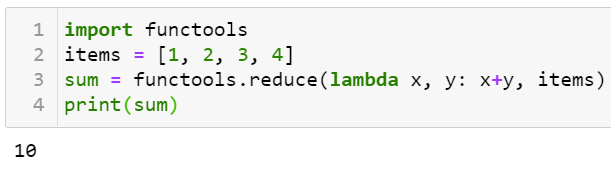 1 import functools
2 items = [1, 2, 3, 4]
3 sum = functools.reduce(lambda x, y: x+y, items)
4 print(sum)
10